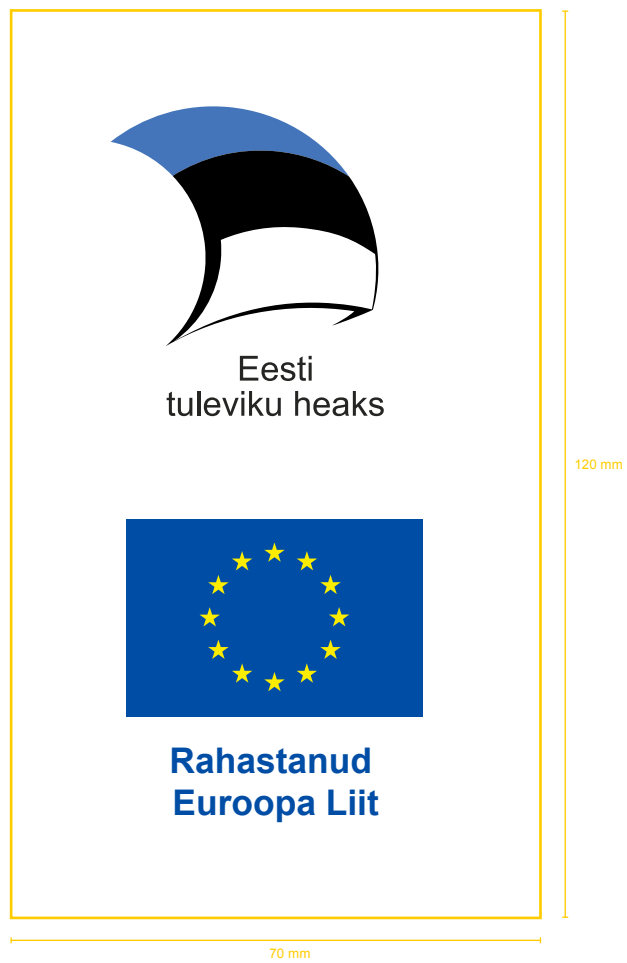 Eesti
tuleviku heaks
120 mm
Rahastanud
Euroopa Liit
70 mm